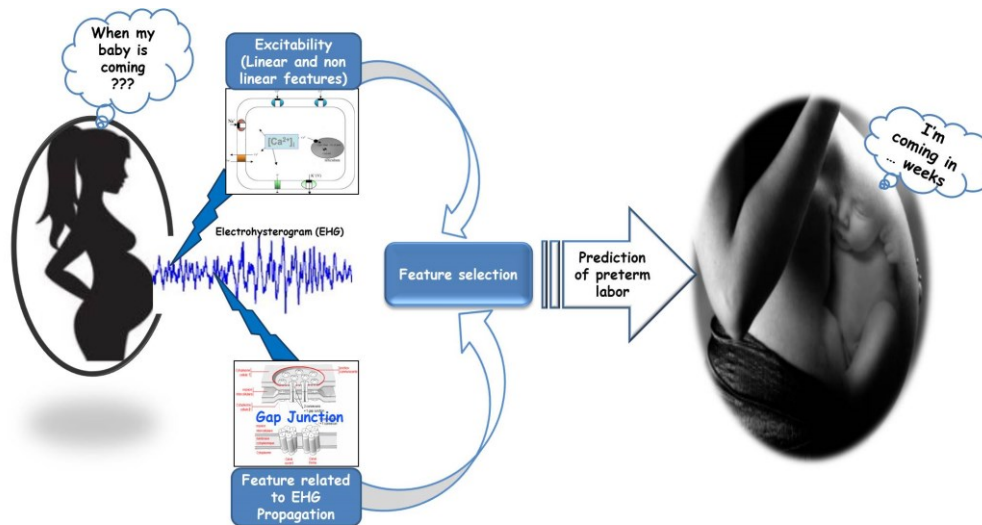 When my
baby is
coming
???
Excitability
(Linear and non
linear features)
[Ca²⁺]ᵢ
Electrohysterogram (EHG)
Feature selection
Prediction
of preterm
labor
I'm
coming in
... weeks
Gap Junction
Feature related
to EHG
Propagation